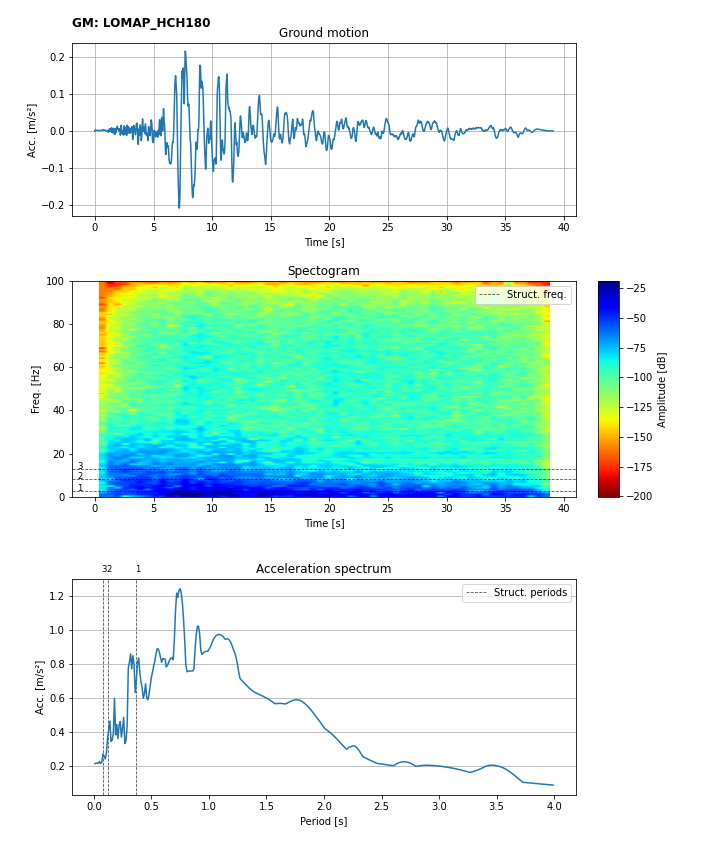 GM: LOMAP_HCH180
Ground motion
Acc. [m/s²]
0.2
0.1
0.0
−0.1
−0.2
0 5 10 15 20 25 30 35 40
Time [s]
Spectogram
Freq. [Hz]
100
80
60
40
20
0
Struct. freq.
3
2
1
0 5 10 15 20 25 30 35 40
Time [s]
−25
−50
−75
−100
−125
−150
−175
−200
Amplitude [dB]
32 1
Acceleration spectrum
Acc. [m/s²]
1.2
1.0
0.8
0.6
0.4
0.2
Struct. periods
0.0 0.5 1.0 1.5 2.0 2.5 3.0 3.5 4.0
Period [s]